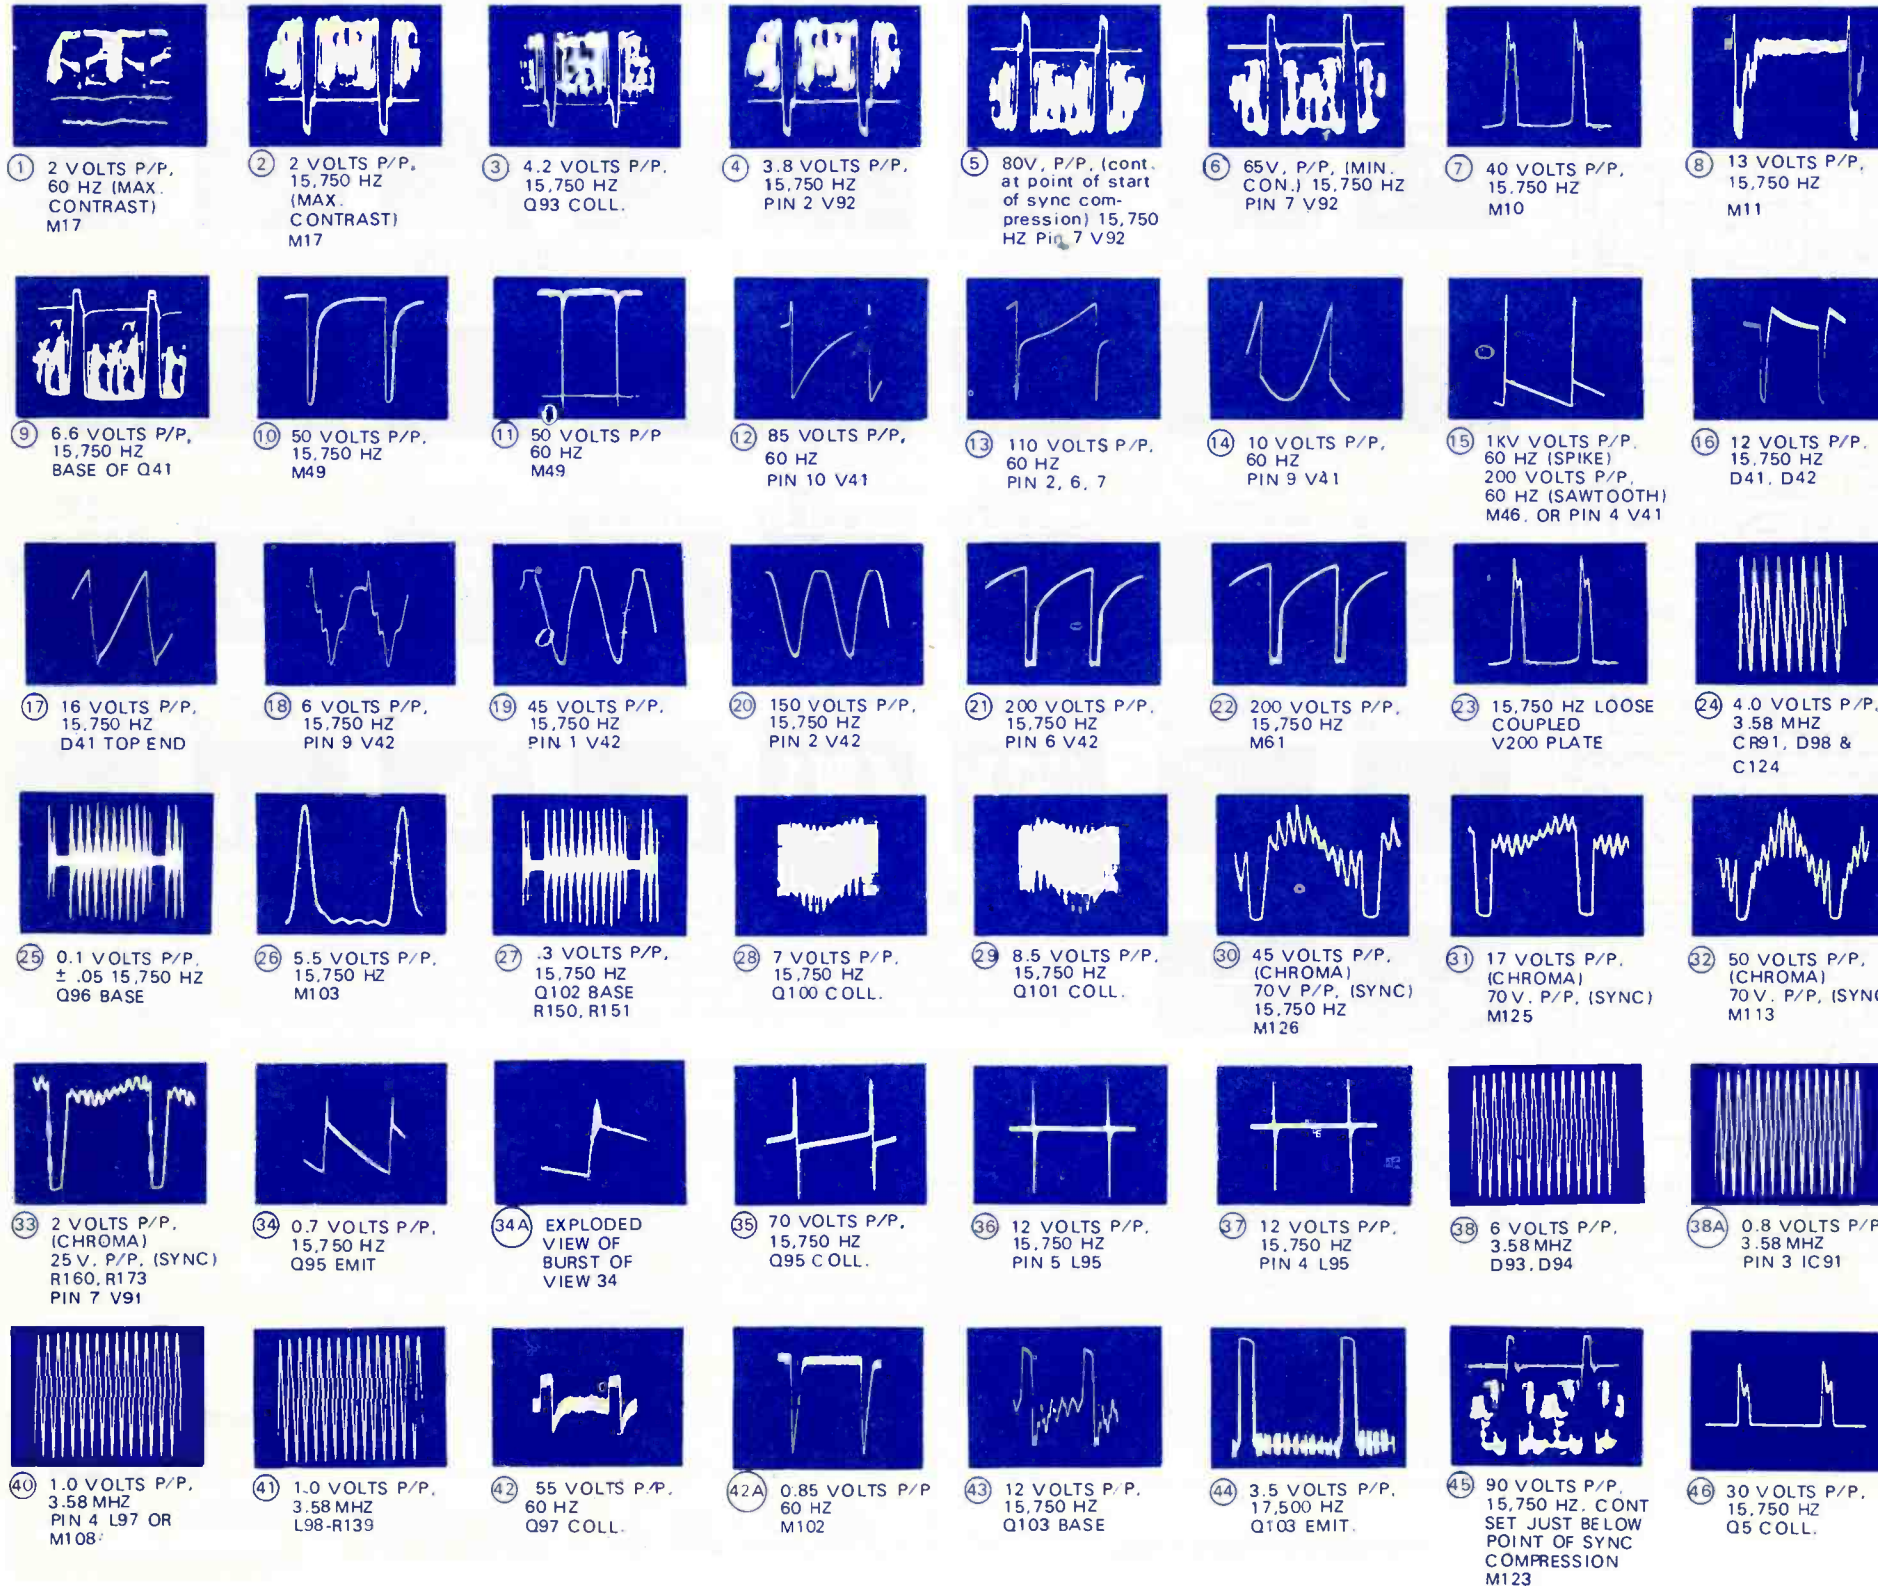 ① 2 VOLTS P/P,
60 HZ (MAX.
CONTRAST)
M17
② 2 VOLTS P/P,
15,750 HZ
(MAX.
CONTRAST)
M17
③ 4.2 VOLTS P/P,
15,750 HZ
Q93 COLL.
④ 3.8 VOLTS P/P,
15,750 HZ
PIN 2 V92
⑤ 80V, P/P, (cont.
at point of start
of sync com-
pression) 15,750
HZ Pin 7 V92
⑥ 65V, P/P, (MIN.
CON.) 15,750 HZ
PIN 7 V92
⑦ 40 VOLTS P/P,
15,750 HZ
M10
⑧ 13 VOLTS P/P,
15,750 HZ
M11
⑨ 6.6 VOLTS P/P,
15,750 HZ
BASE OF Q41
⑩ 50 VOLTS P/P,
15,750 HZ
M49
⑪ 50 VOLTS P/P
60 HZ
M49
⑫ 85 VOLTS P/P,
60 HZ
PIN 10 V41
⑬ 110 VOLTS P/P,
60 HZ
PIN 2, 6, 7
⑭ 10 VOLTS P/P,
60 HZ
PIN 9 V41
⑮ 1KV VOLTS P/P.
60 HZ (SPIKE)
200 VOLTS P/P,
60 HZ (SAWTOOTH)
M46. OR PIN 4 V41
⑯ 12 VOLTS P/P.
15,750 HZ
D41, D42
⑰ 16 VOLTS P/P,
15,750 HZ
D41 TOP END
⑱ 6 VOLTS P/P,
15,750 HZ
PIN 9 V42
⑲ 45 VOLTS P/P,
15,750 HZ
PIN 1 V42
⑳ 150 VOLTS P/P,
15,750 HZ
PIN 2 V42
㉑ 200 VOLTS P/P,
15,750 HZ
PIN 6 V42
㉒ 200 VOLTS P/P,
15,750 HZ
M61
㉓ 15,750 HZ LOOSE
COUPLED
V200 PLATE
㉔ 4.0 VOLTS P/P,
3.58 MHZ
CR91, D98 &
C124
㉕ 0.1 VOLTS P/P,
± .05 15,750 HZ
Q96 BASE
㉖ 5.5 VOLTS P/P,
15,750 HZ
M103
㉗ .3 VOLTS P/P,
15,750 HZ
Q102 BASE
R150, R151
㉘ 7 VOLTS P/P,
15,750 HZ
Q100 COLL.
㉙ 8.5 VOLTS P/P,
15,750 HZ
Q101 COLL.
㉚ 45 VOLTS P/P,
(CHROMA)
70V P/P, (SYNC)
15,750 HZ
M126
㉛ 17 VOLTS P/P,
(CHROMA)
70V. P/P, (SYNC)
M125
㉜ 50 VOLTS P/P,
(CHROMA)
70V. P/P, (SYNC
M113
㉝ 2 VOLTS P/P,
(CHROMA)
25V. P/P, (SYNC)
R160, R173
PIN 7 V91
㉞ 0.7 VOLTS P/P,
15,750 HZ
Q95 EMIT
34A EXPLODED
VIEW OF
BURST OF
VIEW 34
㉟ 70 VOLTS P/P,
15,750 HZ
Q95 COLL.
㊱ 12 VOLTS P/P,
15,750 HZ
PIN 5 L95
㊲ 12 VOLTS P/P,
15,750 HZ
PIN 4 L95
㊳ 6 VOLTS P/P,
3.58 MHZ
D93, D94
38A 0.8 VOLTS P/P
3.58 MHZ
PIN 3 IC91
㊵ 1.0 VOLTS P/P,
3.58 MHZ
PIN 4 L97 OR
M108
㊶ 1.0 VOLTS P/P,
3.58 MHZ
L98-R139
㊷ 55 VOLTS P/P.
60 HZ
Q97 COLL.
42A 0.85 VOLTS P/P
60 HZ
M102
㊸ 12 VOLTS P/P.
15,750 HZ
Q103 BASE
㊹ 3.5 VOLTS P/P,
17,500 HZ
Q103 EMIT.
㊺ 90 VOLTS P/P,
15,750 HZ. CONT
SET JUST BELOW
POINT OF SYNC
COMPRESSION
M123
㊻ 30 VOLTS P/P,
15,750 HZ
Q5 COLL.